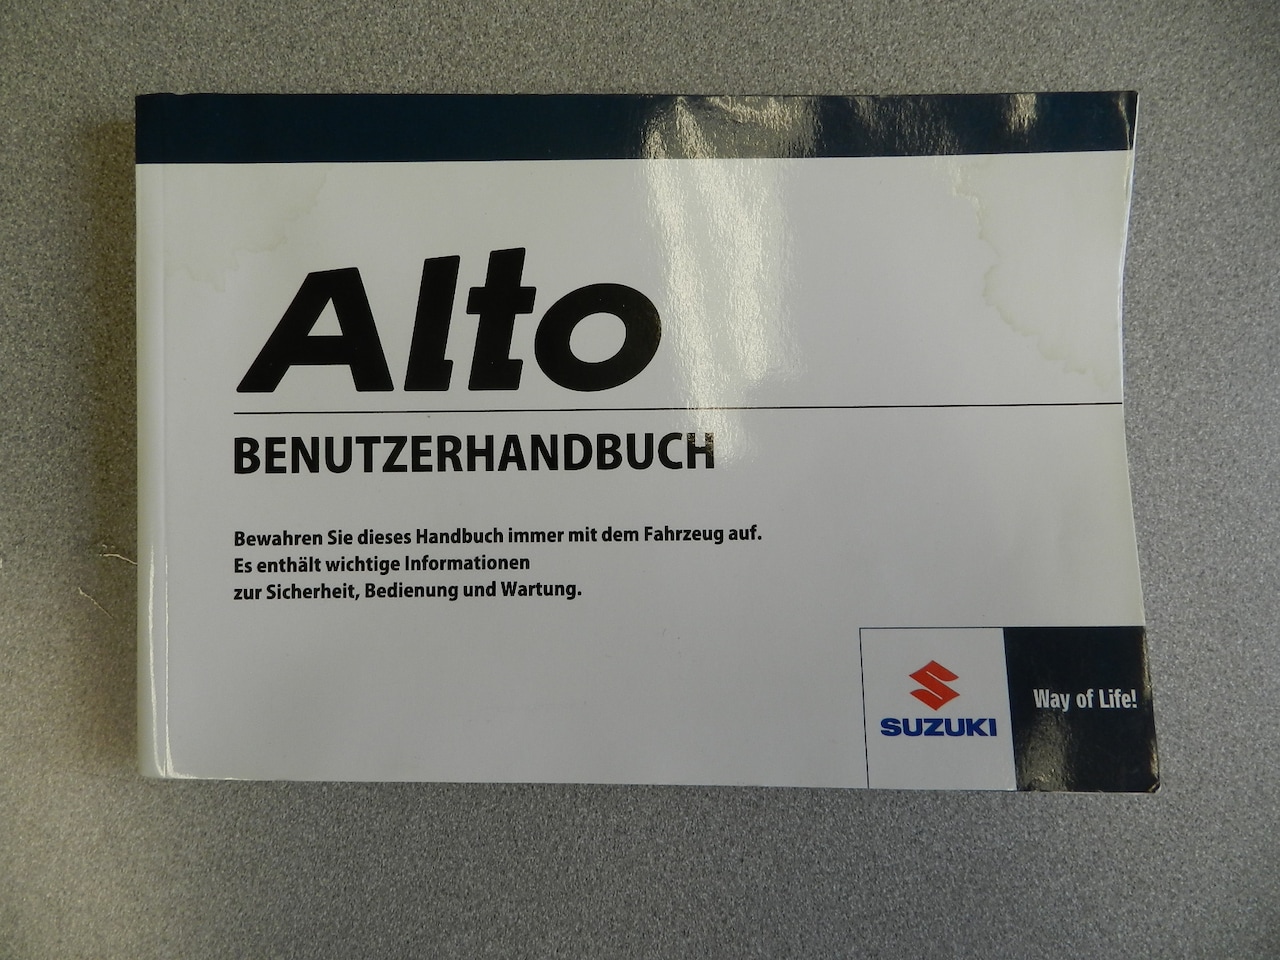 Alto
BENUTZERHANDBUCH
Bewahren Sie dieses Handbuch immer mit dem Fahrzeug auf.
Es enthält wichtige Informationen
zur Sicherheit, Bedienung und Wartung.
SUZUKI
Way of Life!